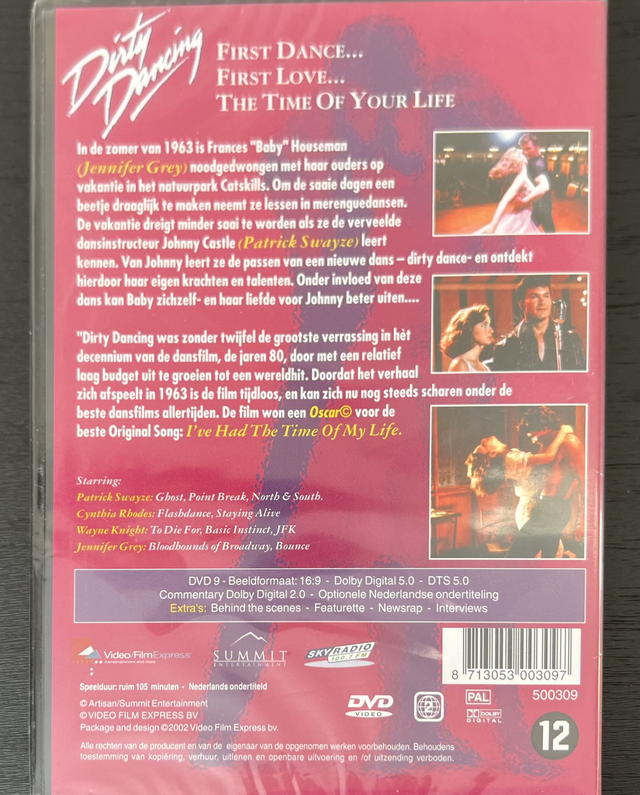 Dirty
Dancing
FIRST DANCE...
FIRST LOVE...
THE TIME OF YOUR LIFE
In de zomer van 1963 is Frances "Baby" Houseman
(Jennifer Grey) noodgedwongen met haar ouders op
vakantie in het natuurpark Catskills. Om de saaie dagen een
beetje draaglijk te maken neemt ze lessen in merenguedansen.
De vakantie dreigt minder saai te worden als ze de verveelde
dansinstructeur Johnny Castle (Patrick Swayze) leert
kennen. Van Johnny leert ze de passen van een nieuwe dans – dirty dance- en ontdekt
hierdoor haar eigen krachten en talenten. Onder invloed van deze
dans kan Baby zichzelf- en haar liefde voor Johnny beter uiten....
"Dirty Dancing was zonder twijfel de grootste verrassing in hèt
decennium van de dansfilm, de jaren 80, door met een relatief
laag budget uit te groeien tot een wereldhit. Doordat het verhaal
zich afspeelt in 1963 is de film tijdloos, en kan zich nu nog steeds scharen onder de
beste dansfilms allertijden. De film won een Oscar© voor de
beste Original Song: I've Had The Time Of My Life.
Starring:
Patrick Swayze: Ghost, Point Break, North & South.
Cynthia Rhodes: Flashdance, Staying Alive
Wayne Knight: To Die For, Basic Instinct, JFK
Jennifer Grey: Bloodhounds of Broadway, Bounce
DVD 9 - Beeldformaat: 16:9 - Dolby Digital 5.0 - DTS 5.0
Commentary Dolby Digital 2.0 - Optionele Nederlandse ondertiteling
Extra's: Behind the scenes - Featurette - Newsrap - Interviews
Video/FilmExpress
Entertainment and more
SUMMIT
ENTERTAINMENT
SKY RADIO
100.7 FM
8 713053 003097
Speelduur: ruim 105 minuten - Nederlands ondertiteld
500309
© Artisan/Summit Entertainment
© VIDEO FILM EXPRESS BV
Package and design ©2002 Video Film Express bv.
DVD
VIDEO
2
PAL
DOLBY
DIGITAL
12
Alle rechten van de producent en van de eigenaar van de opgenomen werken voorbehouden. Behoudens
toestemming van kopiëring, verhuur, uitlenen en openbare uitvoering en /of uitzending verboden.